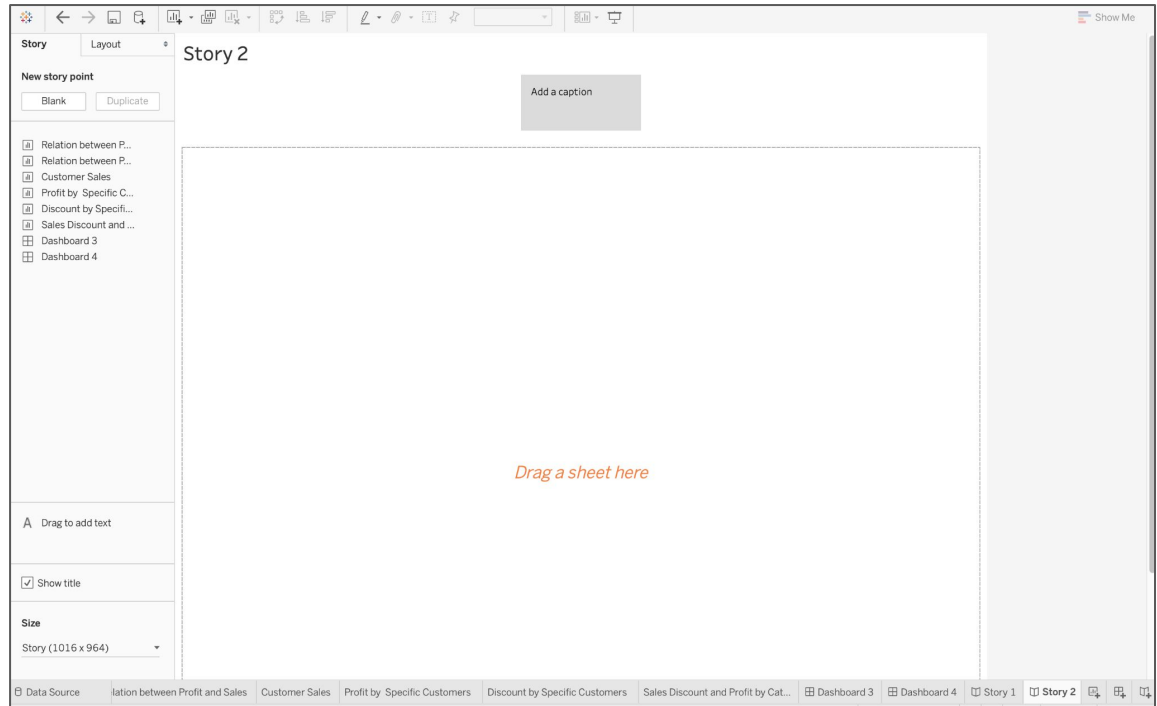 Show Me
Story
Layout
Story 2
New story point
Blank
Duplicate
Add a caption
Relation between P...
Relation between P...
Customer Sales
Profit by Specific C...
Discount by Specifi...
Sales Discount and ...
Dashboard 3
Dashboard 4
Drag a sheet here
A Drag to add text
Show title
Size
Story (1016 x 964)
Data Source lation between Profit and Sales Customer Sales Profit by Specific Customers Discount by Specific Customers Sales Discount and Profit by Cat... Dashboard 3 Dashboard 4 Story 1 Story 2